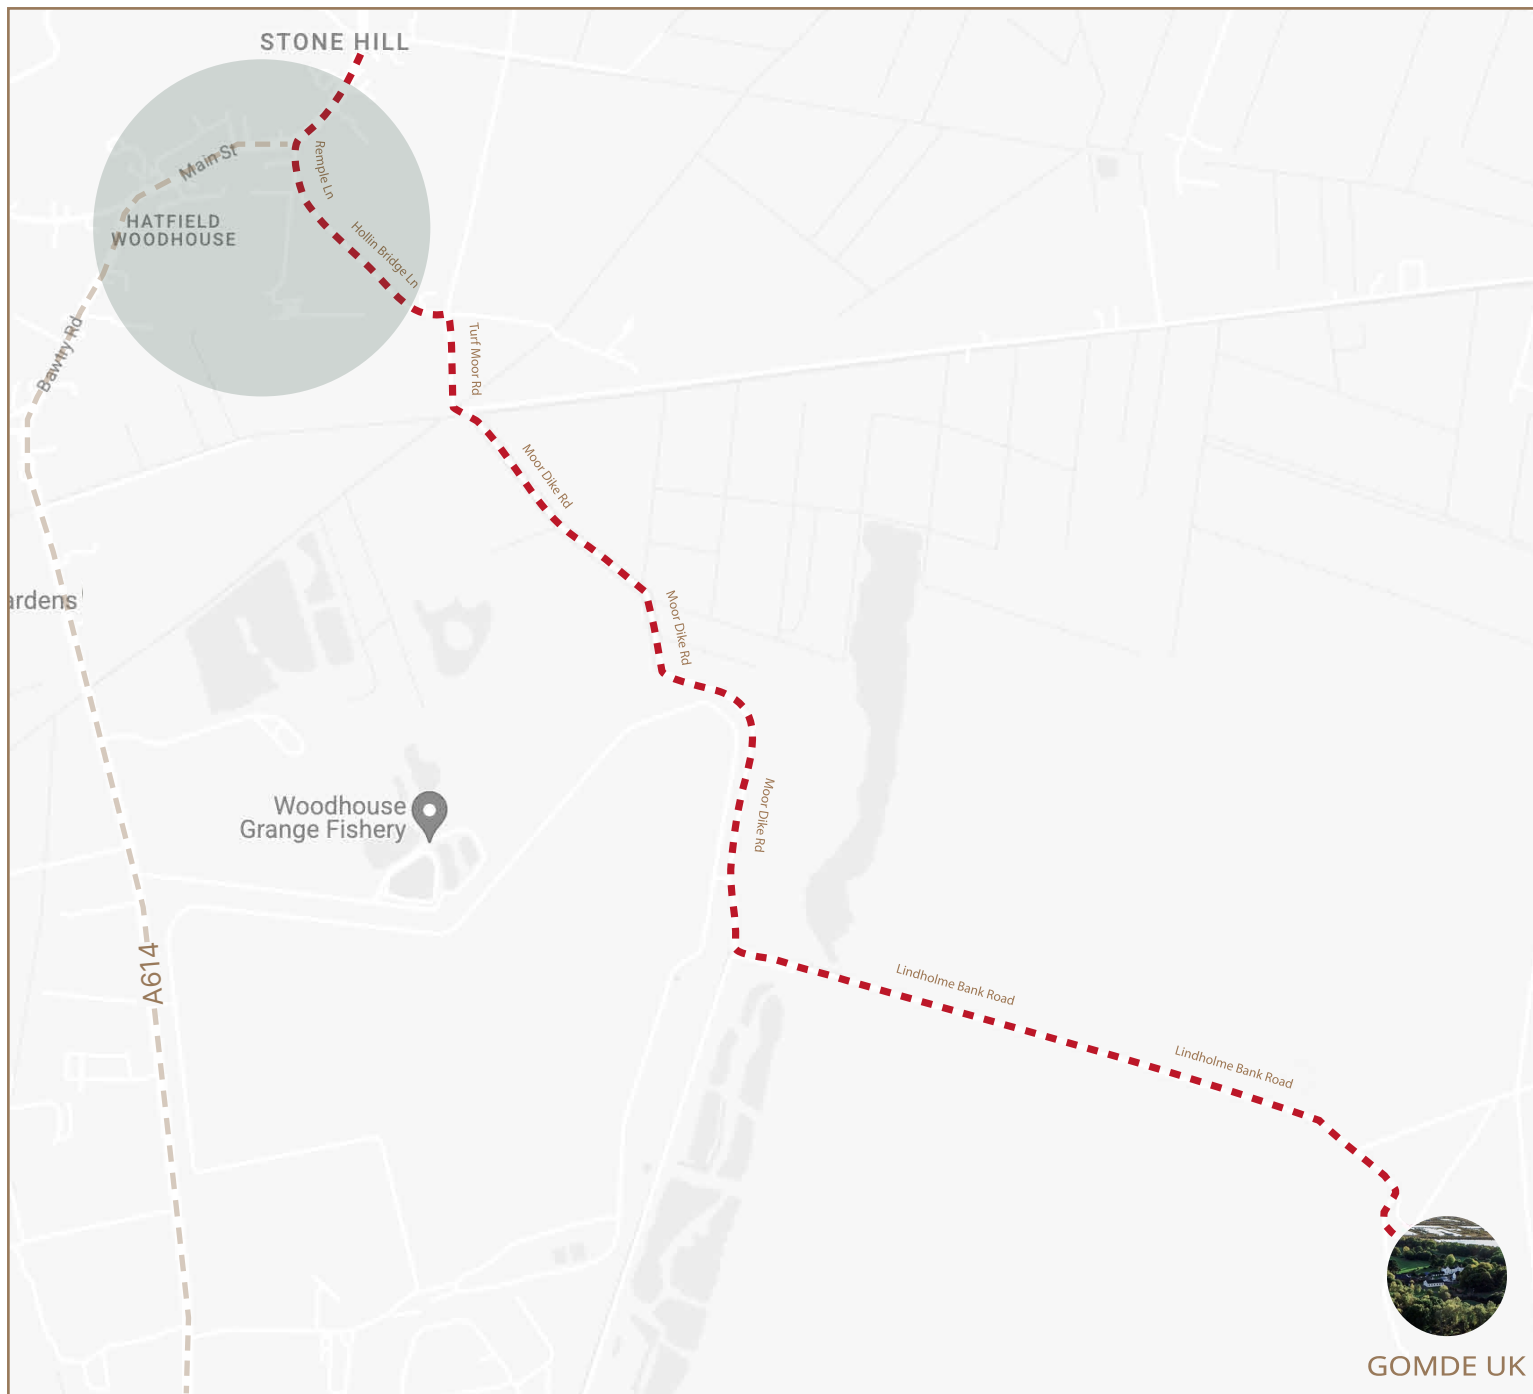 STONE HILL
Main St
Remple Ln
HATFIELD
WOODHOUSE
Hollin Bridge Ln
Bawtry Rd
Turf Moor Rd
Moor Dike Rd
ardens
Moor Dike Rd
Woodhouse
Grange Fishery
Moor Dike Rd
A614
Lindholme Bank Road
Lindholme Bank Road
GOMDE UK